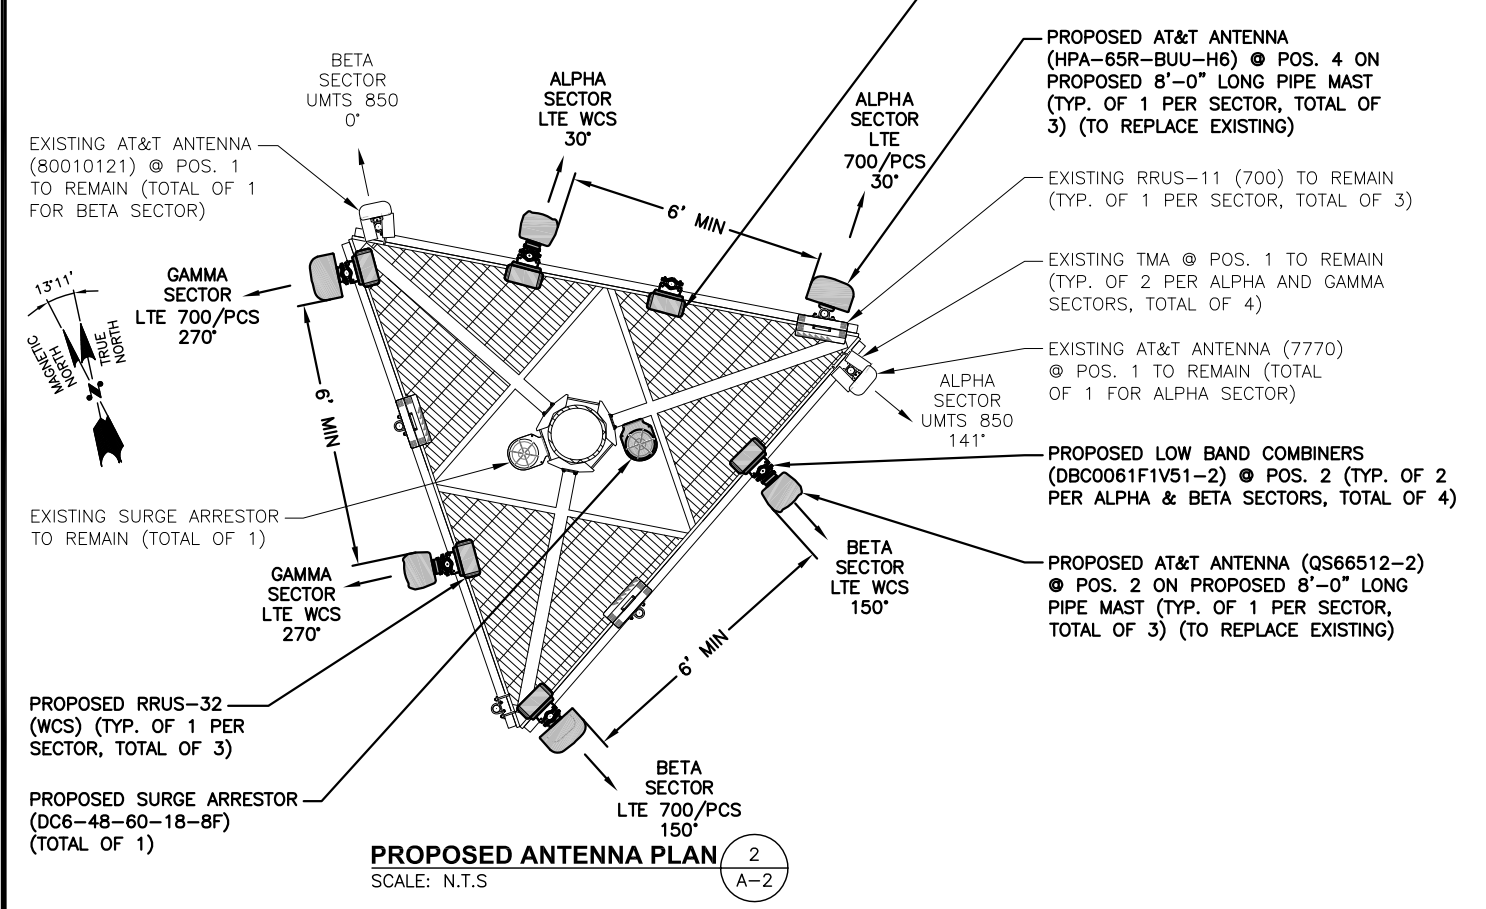 BETA
SECTOR
UMTS 850
0°
ALPHA
SECTOR
LTE WCS
30°
ALPHA
SECTOR
LTE
700/PCS
30°
PROPOSED AT&T ANTENNA
(HPA-65R-BUU-H6) @ POS. 4 ON
PROPOSED 8'-0" LONG PIPE MAST
(TYP. OF 1 PER SECTOR, TOTAL OF
3) (TO REPLACE EXISTING)
EXISTING AT&T ANTENNA
(80010121) @ POS. 1
TO REMAIN (TOTAL OF 1
FOR BETA SECTOR)
EXISTING RRUS-11 (700) TO REMAIN
(TYP. OF 1 PER SECTOR, TOTAL OF 3)
6' MIN
GAMMA
SECTOR
LTE 700/PCS
270°
EXISTING TMA @ POS. 1 TO REMAIN
(TYP. OF 2 PER ALPHA AND GAMMA
SECTORS, TOTAL OF 4)
13°11'
MAGNETIC
NORTH
TRUE
NORTH
N
EXISTING AT&T ANTENNA (7770)
@ POS. 1 TO REMAIN (TOTAL
OF 1 FOR ALPHA SECTOR)
6' MIN
ALPHA
SECTOR
UMTS 850
141°
PROPOSED LOW BAND COMBINERS
(DBC0061F1V51-2) @ POS. 2 (TYP. OF 2
PER ALPHA & BETA SECTORS, TOTAL OF 4)
EXISTING SURGE ARRESTOR
TO REMAIN (TOTAL OF 1)
BETA
SECTOR
LTE WCS
150°
PROPOSED AT&T ANTENNA (QS66512-2)
@ POS. 2 ON PROPOSED 8'-0" LONG
PIPE MAST (TYP. OF 1 PER SECTOR,
TOTAL OF 3) (TO REPLACE EXISTING)
GAMMA
SECTOR
LTE WCS
270°
6' MIN
PROPOSED RRUS-32
(WCS) (TYP. OF 1 PER
SECTOR, TOTAL OF 3)
PROPOSED SURGE ARRESTOR
(DC6-48-60-18-8F)
(TOTAL OF 1)
BETA
SECTOR
LTE 700/PCS
150°
PROPOSED ANTENNA PLAN
2
SCALE: N.T.S
A-2